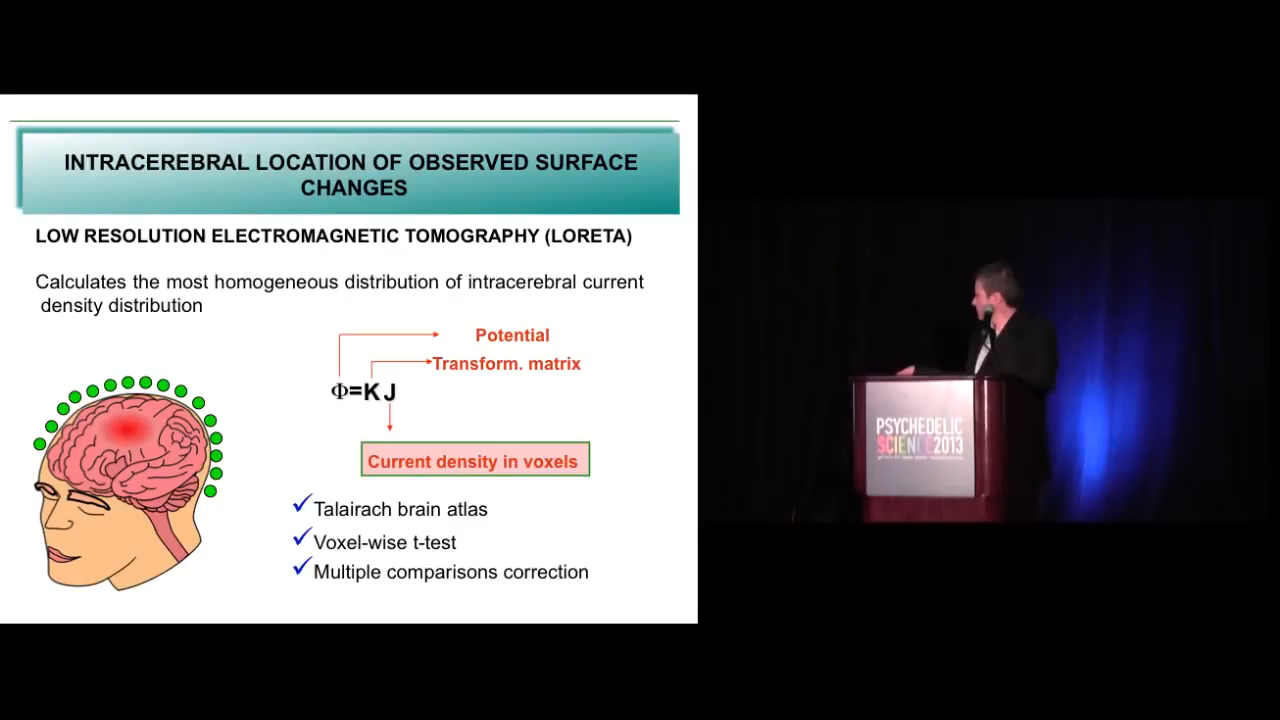 INTRACEREBRAL LOCATION OF OBSERVED SURFACE
CHANGES
LOW RESOLUTION ELECTROMAGNETIC TOMOGRAPHY (LORETA)
Calculates the most homogeneous distribution of intracerebral current
density distribution
Potential
Transform. matrix
Φ=KJ
Current density in voxels
✓Talairach brain atlas
✓Voxel-wise t-test
✓Multiple comparisons correction
PSYCHEDELIC
SCIENCE2013